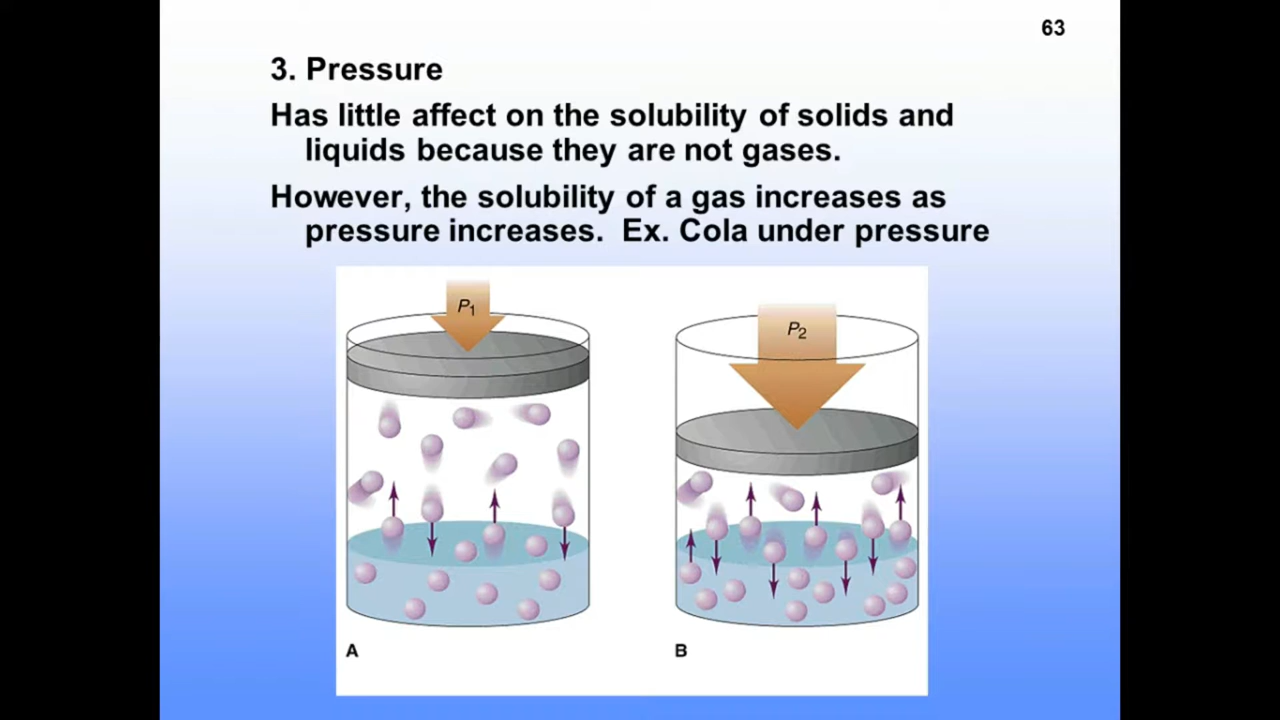 63
3. Pressure
Has little affect on the solubility of solids and
liquids because they are not gases.
However, the solubility of a gas increases as
pressure increases.  Ex. Cola under pressure
P₁
P₂
A
B